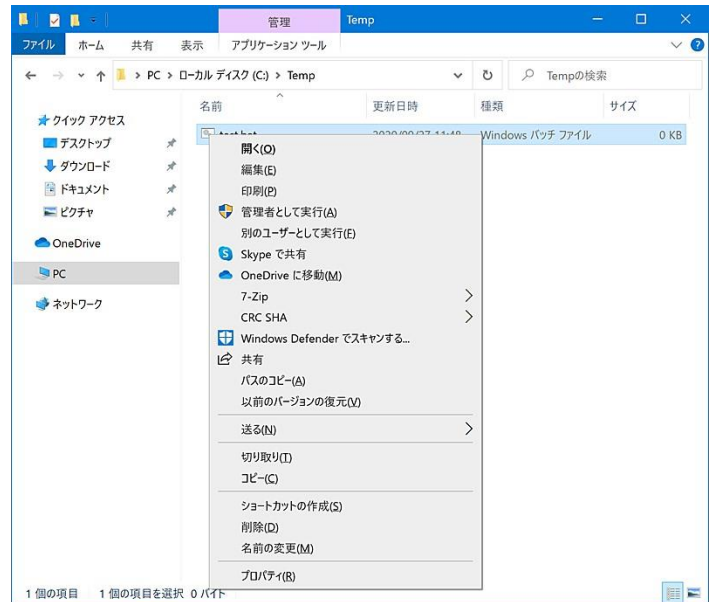 管理
Temp
ファイル ホーム 共有 表示 アプリケーション ツール
PC > ローカル ディスク (C:) > Temp
Tempの検索
名前 更新日時 種類 サイズ
クイック アクセス
デスクトップ
ダウンロード
ドキュメント
ピクチャ
OneDrive
PC
ネットワーク
Windows バッチ ファイル 0 KB
開く(O)
編集(E)
印刷(P)
管理者として実行(A)
別のユーザーとして実行(F)
Skype で共有
OneDrive に移動(M)
7-Zip
CRC SHA
Windows Defender でスキャンする...
共有
パスのコピー(A)
以前のバージョンの復元(V)
送る(N)
切り取り(T)
コピー(C)
ショートカットの作成(S)
削除(D)
名前の変更(M)
プロパティ(R)
1 個の項目 1 個の項目を選択 0 バイト